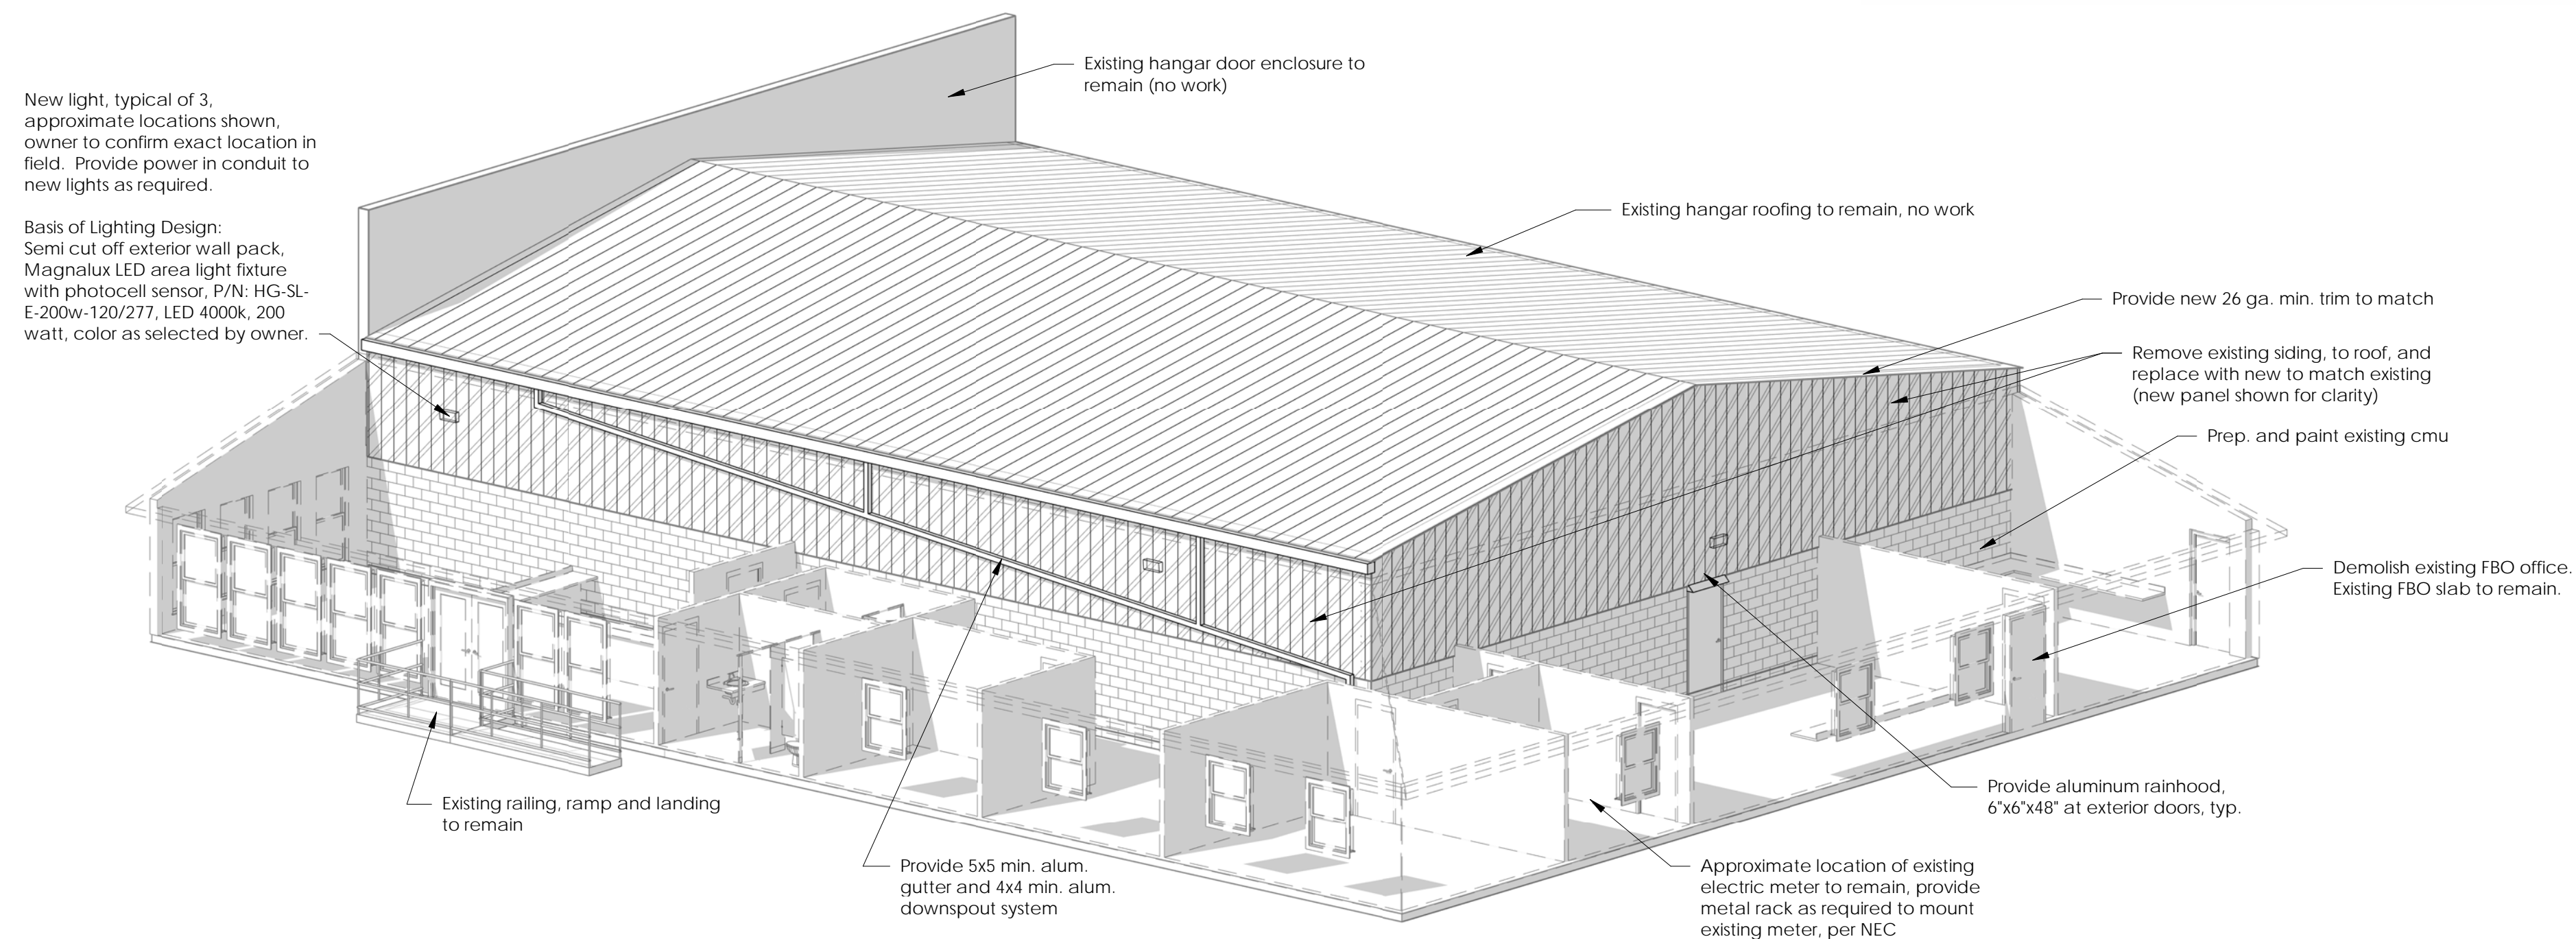 New light, typical of 3,
approximate locations shown,
owner to confirm exact location in
field.  Provide power in conduit to
new lights as required.
Basis of Lighting Design:
Semi cut off exterior wall pack,
Magnalux LED area light fixture
with photocell sensor, P/N: HG-SL-
E-200w-120/277, LED 4000k, 200
watt, color as selected by owner.
Existing hangar door enclosure to
remain (no work)
Existing hangar roofing to remain, no work
Provide new 26 ga. min. trim to match
Remove existing siding, to roof, and
replace with new to match existing
(new panel shown for clarity)
Prep. and paint existing cmu
Demolish existing FBO office.
Existing FBO slab to remain.
Provide aluminum rainhood,
6"x6"x48" at exterior doors, typ.
Approximate location of existing
electric meter to remain, provide
metal rack as required to mount
existing meter, per NEC
Provide 5x5 min. alum.
gutter and 4x4 min. alum.
downspout system
Existing railing, ramp and landing
to remain